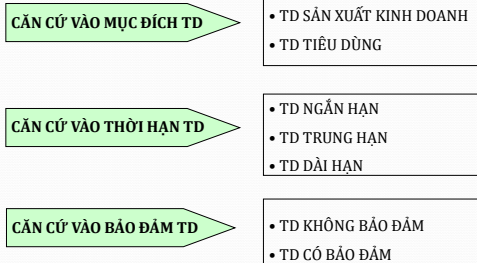 CĂN CỨ VÀO MỤC ĐÍCH TD
• TD SẢN XUẤT KINH DOANH
• TD TIÊU DÙNG
CĂN CỨ VÀO THỜI HẠN TD
• TD NGẮN HẠN
• TD TRUNG HẠN
• TD DÀI HẠN
CĂN CỨ VÀO BẢO ĐẢM TD
• TD KHÔNG BẢO ĐẢM
• TD CÓ BẢO ĐẢM